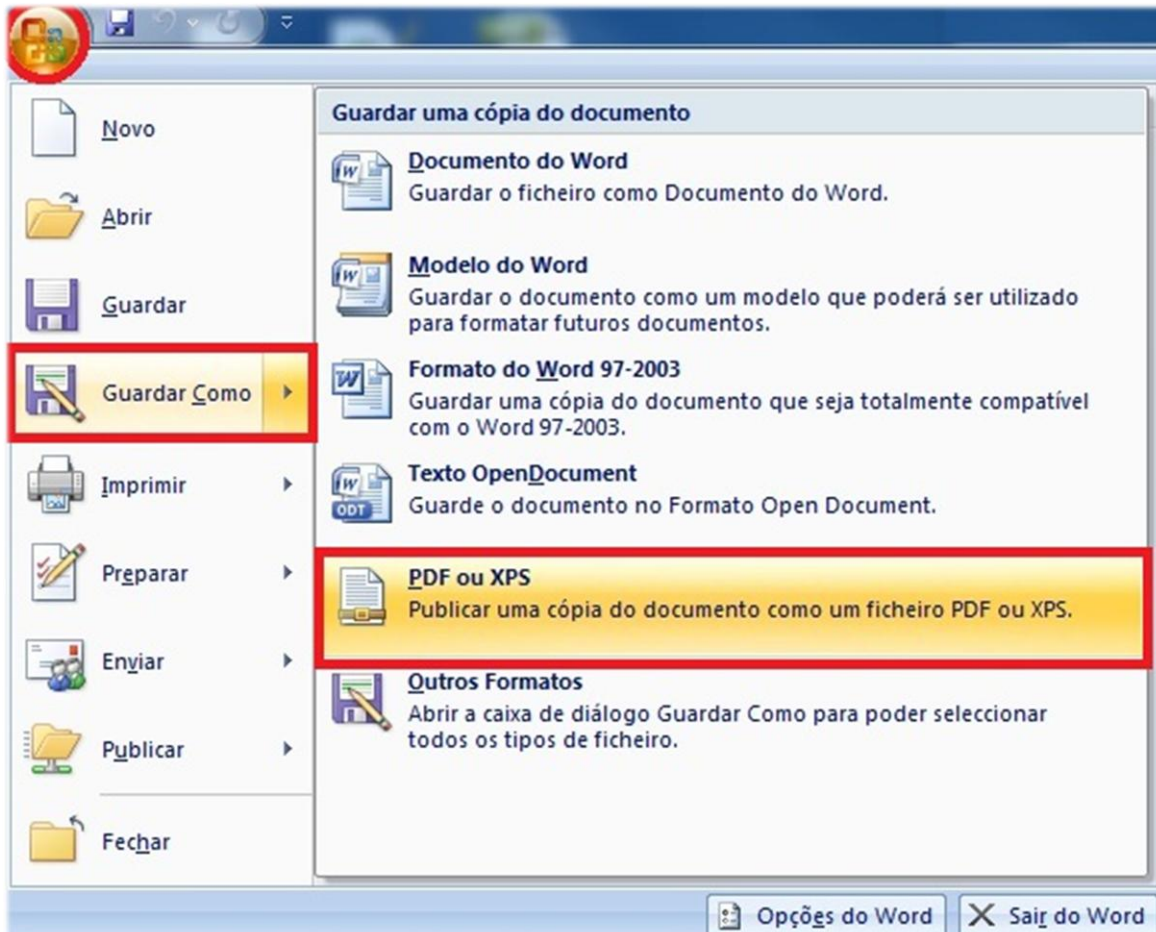 Novo
Abrir
Guardar
Guardar Como
Imprimir
Preparar
Enviar
Publicar
Fechar
Guardar uma cópia do documento
Documento do Word
Guardar o ficheiro como Documento do Word.
Modelo do Word
Guardar o documento como um modelo que poderá ser utilizado
para formatar futuros documentos.
Formato do Word 97-2003
Guardar uma cópia do documento que seja totalmente compatível
com o Word 97-2003.
Texto OpenDocument
ODT
Guarde o documento no Formato Open Document.
PDF ou XPS
Publicar uma cópia do documento como um ficheiro PDF ou XPS.
Outros Formatos
Abrir a caixa de diálogo Guardar Como para poder seleccionar
todos os tipos de ficheiro.
Opções do Word
Sair do Word